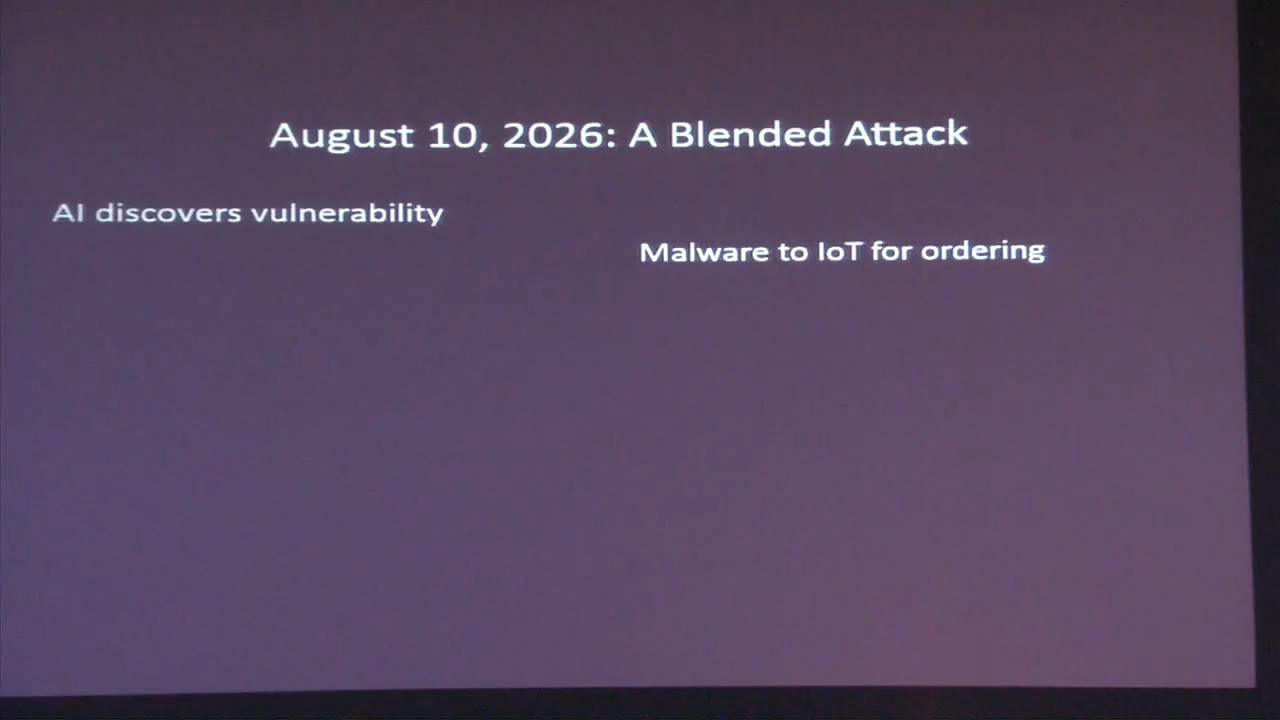 August 10, 2026: A Blended Attack
AI discovers vulnerability
Malware to IoT for ordering